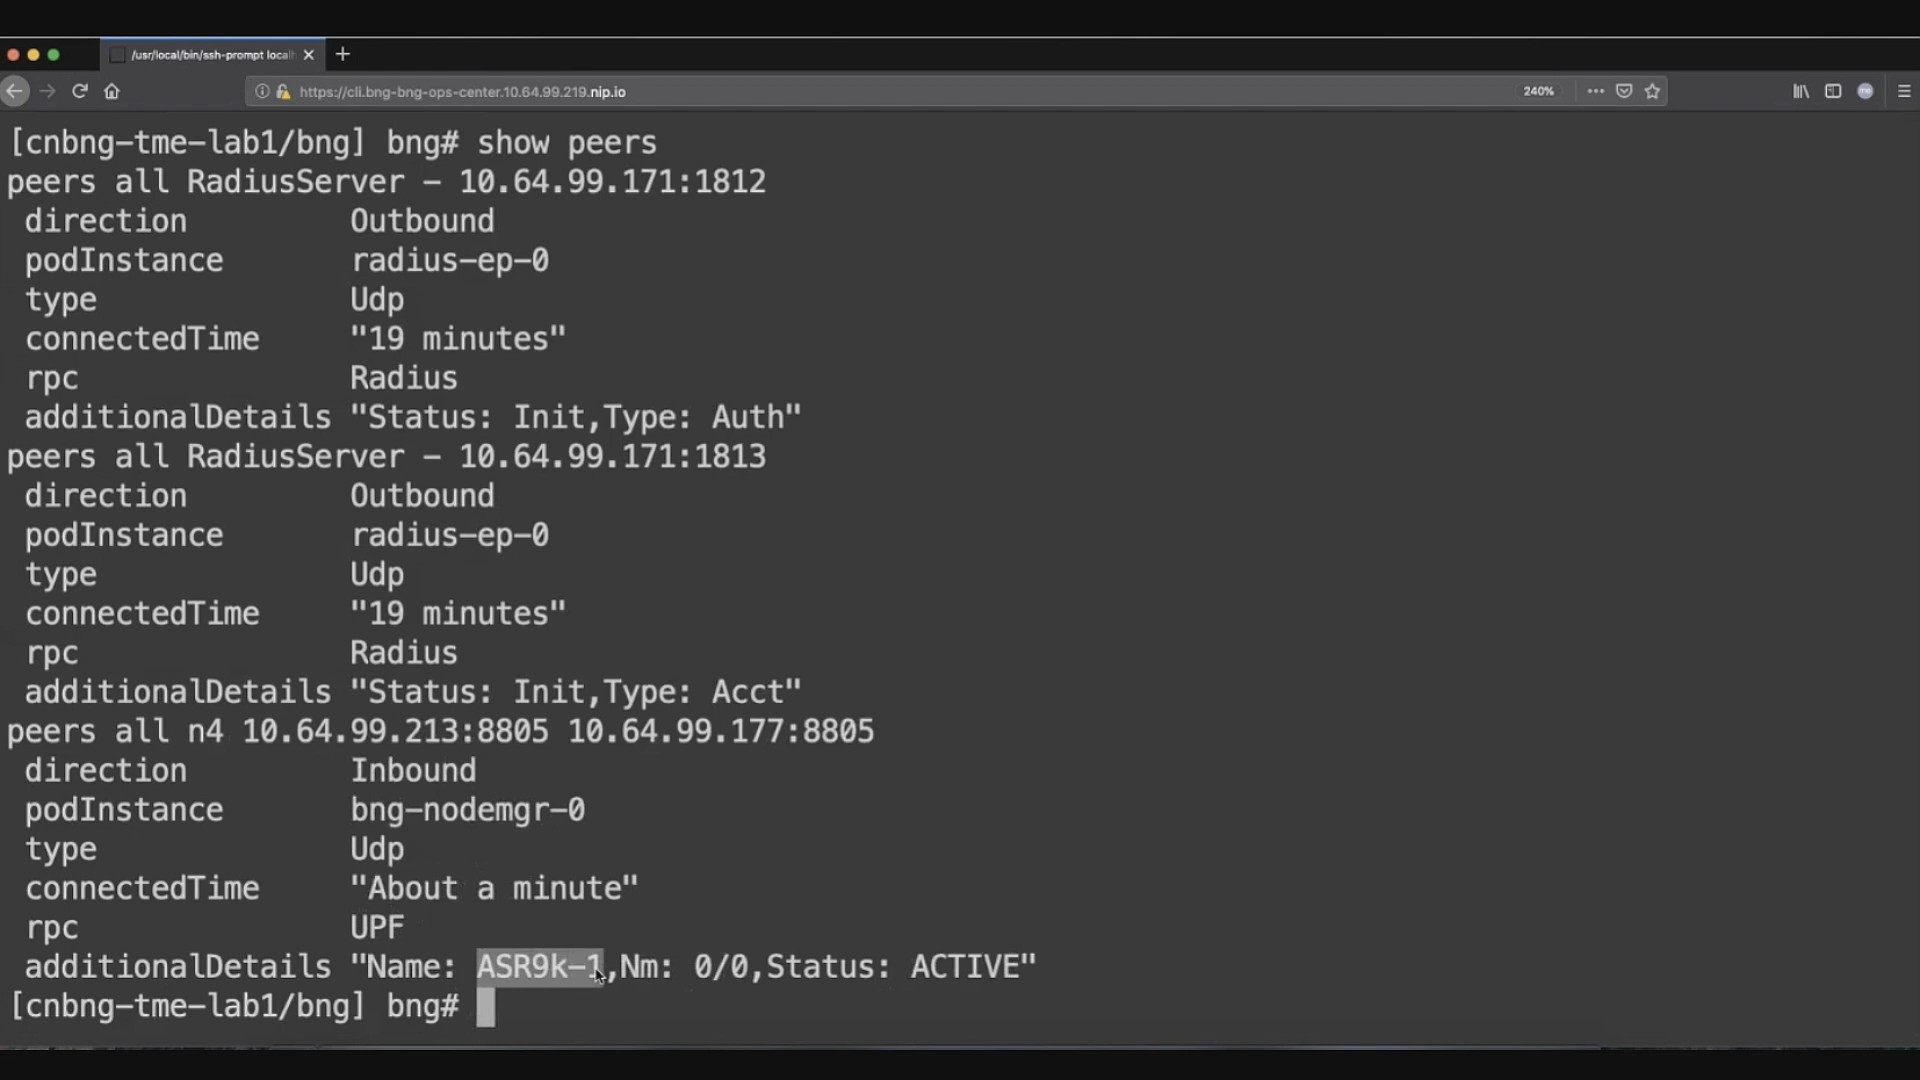 /usr/local/bin/ssh-prompt local
https://cli.bng-bng-ops-center.10.64.99.219.nip.io
240%
[cnbng-tme-lab1/bng] bng# show peers
peers all RadiusServer - 10.64.99.171:1812
direction Outbound
podInstance radius-ep-0
type Udp
connectedTime "19 minutes"
rpc Radius
additionalDetails "Status: Init,Type: Auth"
peers all RadiusServer - 10.64.99.171:1813
direction Outbound
podInstance radius-ep-0
type Udp
connectedTime "19 minutes"
rpc Radius
additionalDetails "Status: Init,Type: Acct"
peers all n4 10.64.99.213:8805 10.64.99.177:8805
direction Inbound
podInstance bng-nodemgr-0
type Udp
connectedTime "About a minute"
rpc UPF
additionalDetails "Name: ASR9k-1,Nm: 0/0,Status: ACTIVE"
[cnbng-tme-lab1/bng] bng#